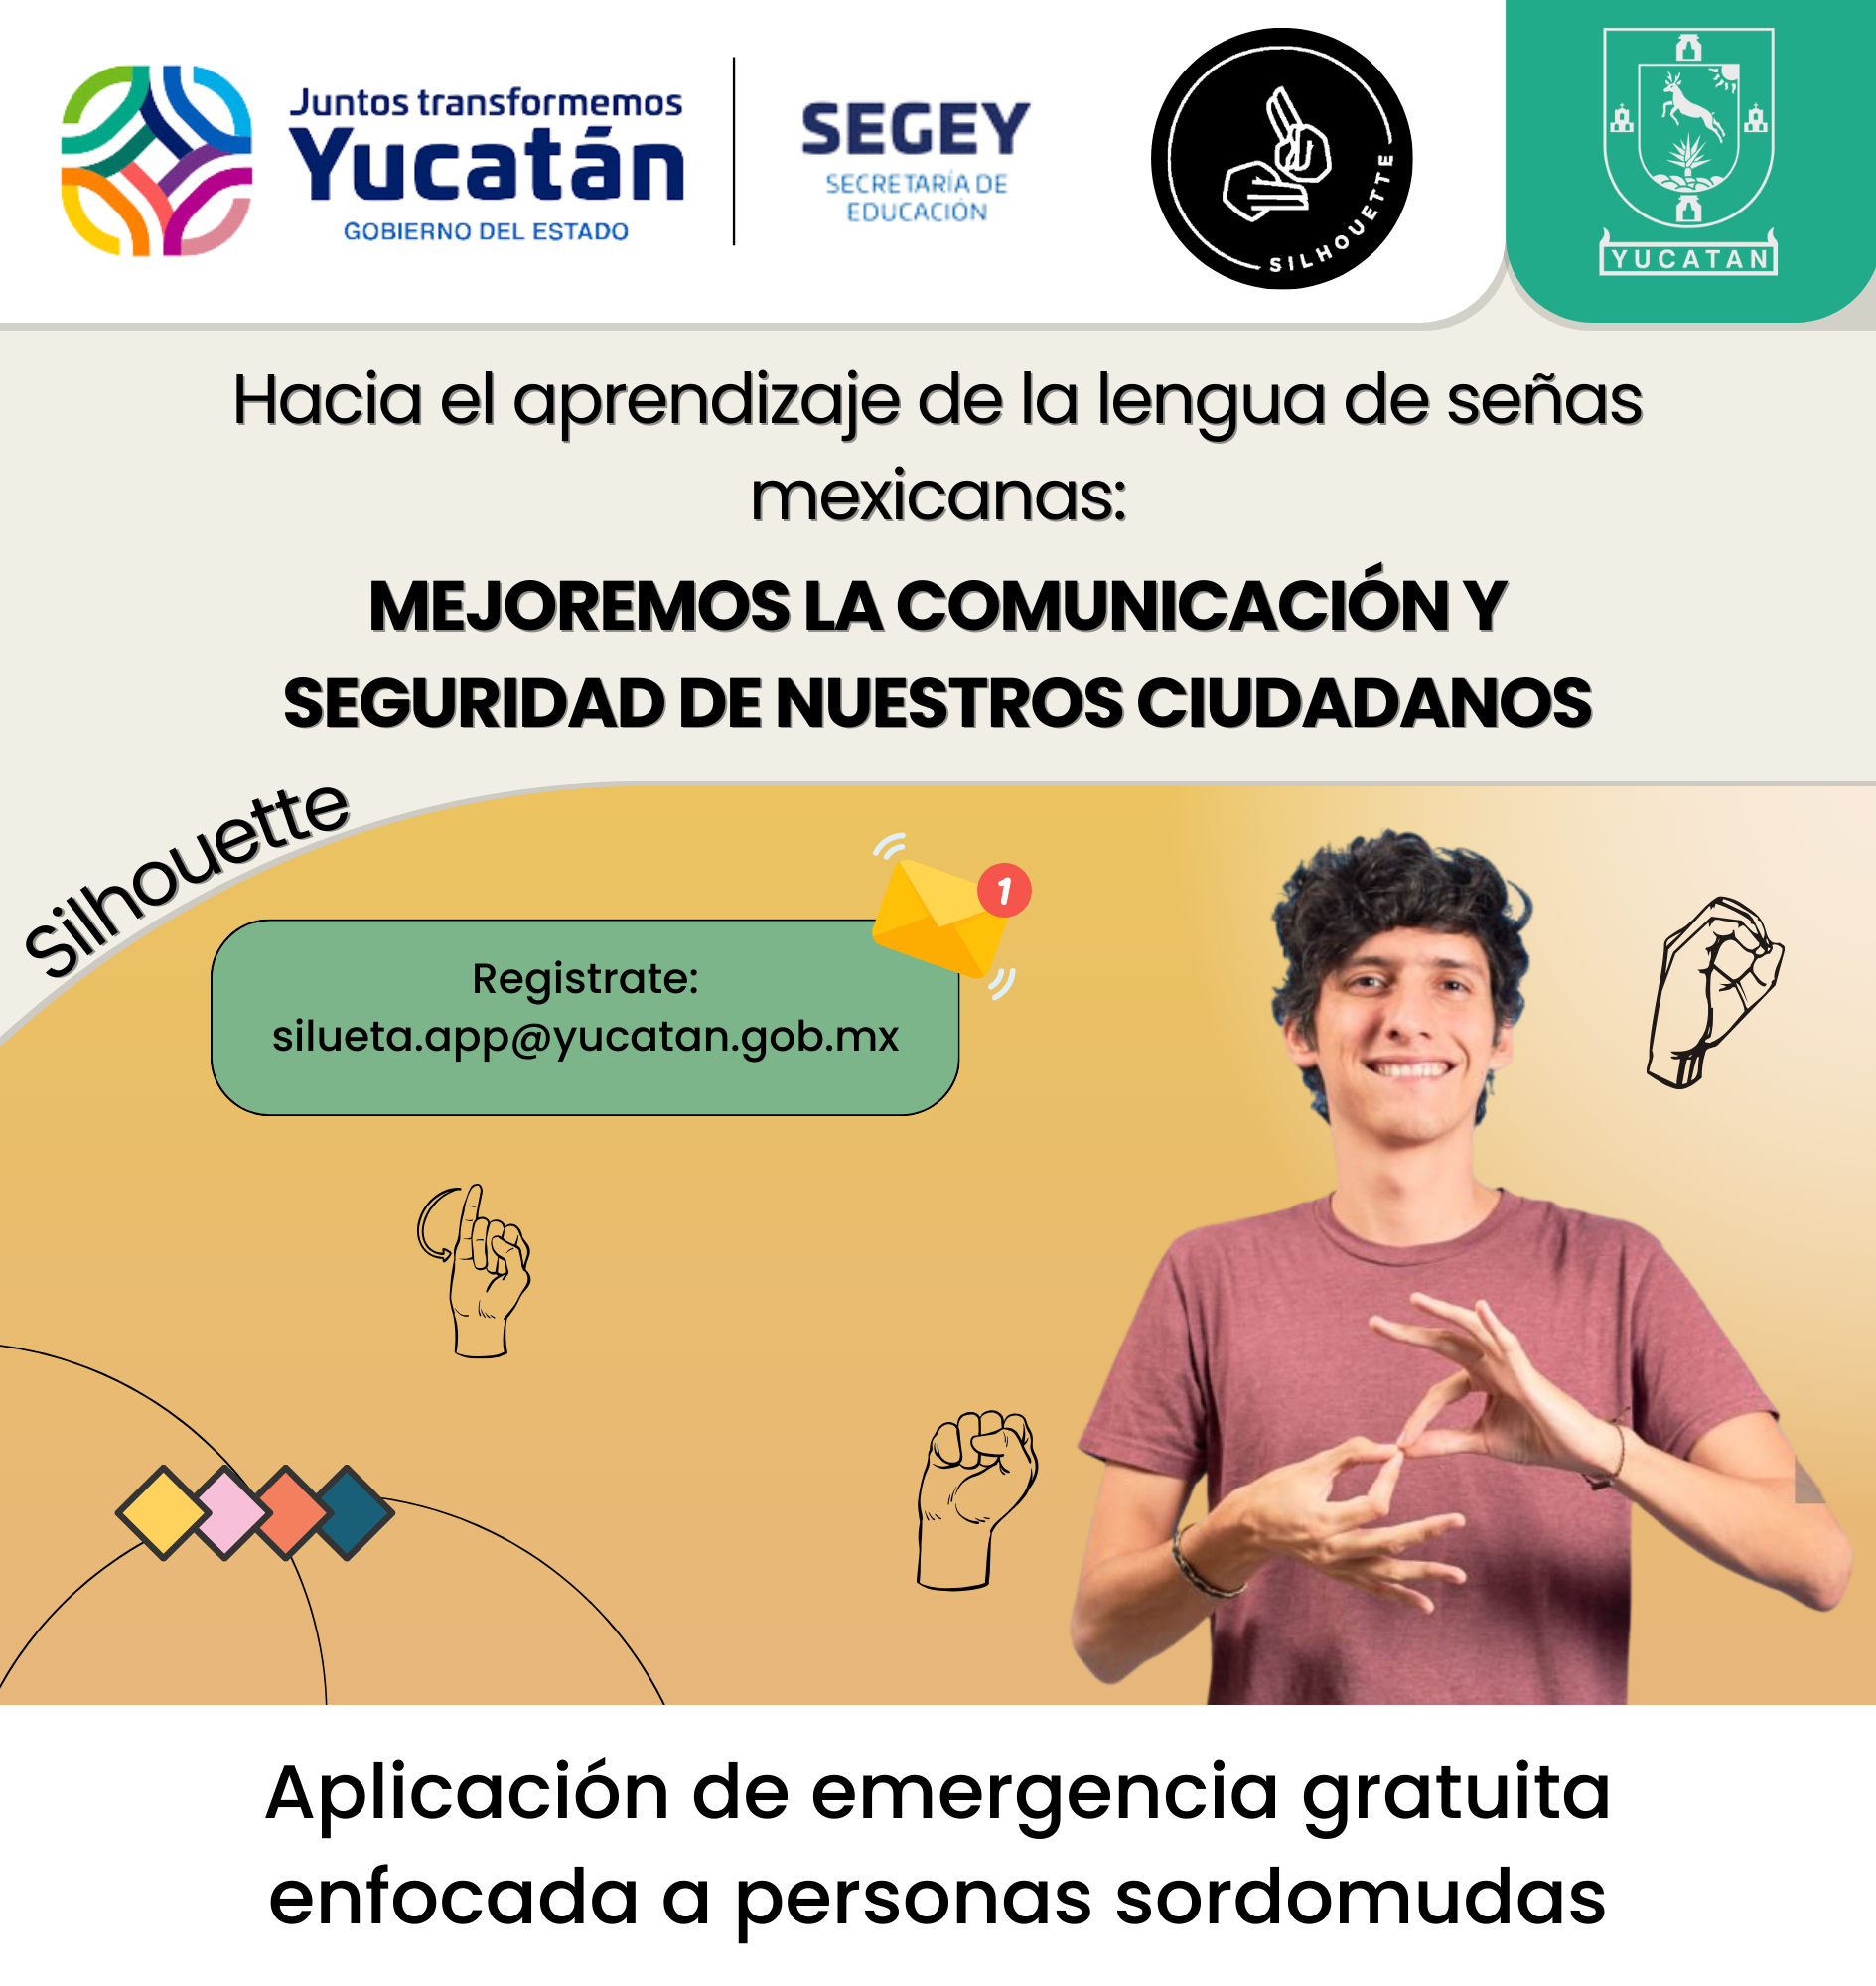 Juntos transformemos
Yucatán
GOBIERNO DEL ESTADO
SEGEY
SECRETARÍA DE
EDUCACIÓN
SILHOUETTE
YUCATAN
Hacia el aprendizaje de la lengua de señas
mexicanas:
MEJOREMOS LA COMUNICACIÓN Y
SEGURIDAD DE NUESTROS CIUDADANOS
Silhouette
1
Registrate:
silueta.app@yucatan.gob.mx
Aplicación de emergencia gratuita
enfocada a personas sordomudas